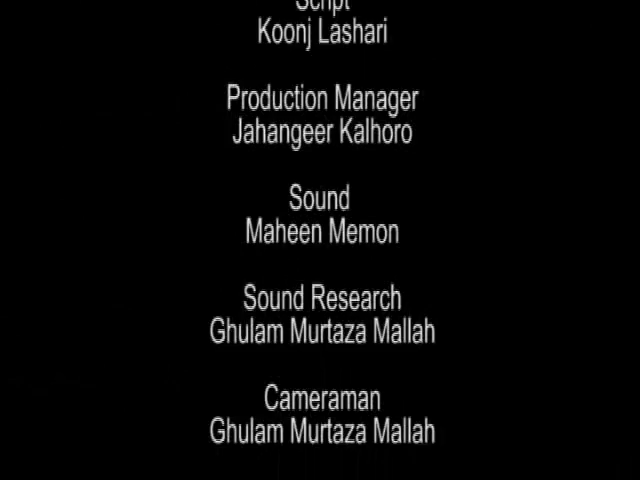 Script
Koonj Lashari
Production Manager
Jahangeer Kalhoro
Sound
Maheen Memon
Sound Research
Ghulam Murtaza Mallah
Cameraman
Ghulam Murtaza Mallah